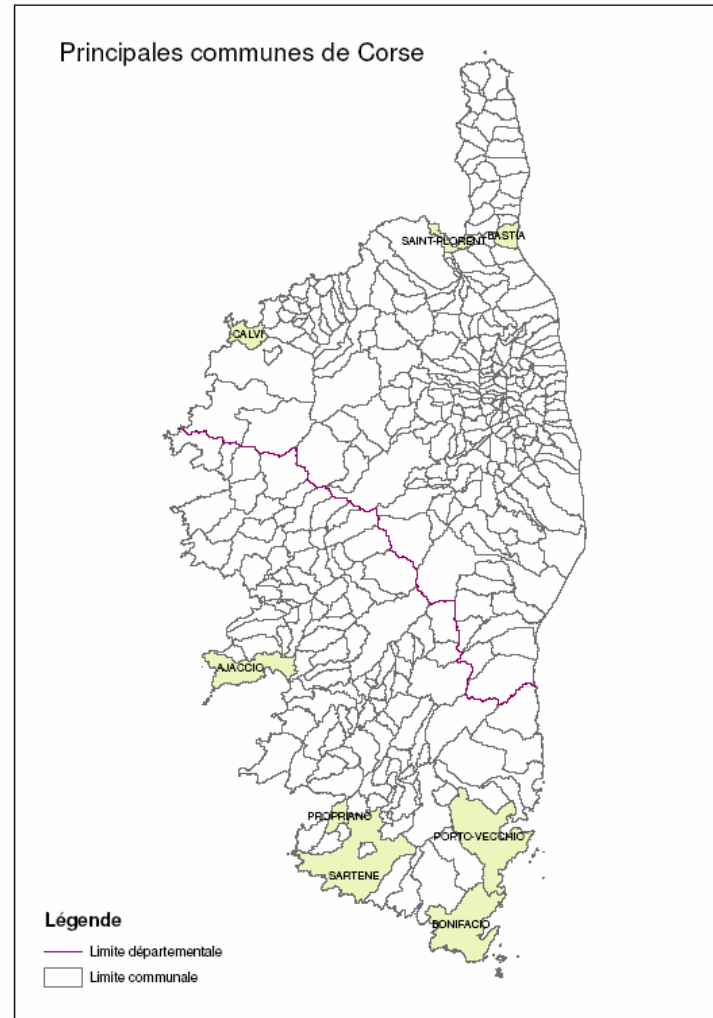 Principales communes de Corse
SAINT-FLORENT
BASTIA
CALVI
AJACCIO
PROPRIANO
PORTO-VECCHIO
SARTENE
BONIFACIO
Légende
Limite départementale
Limite communale